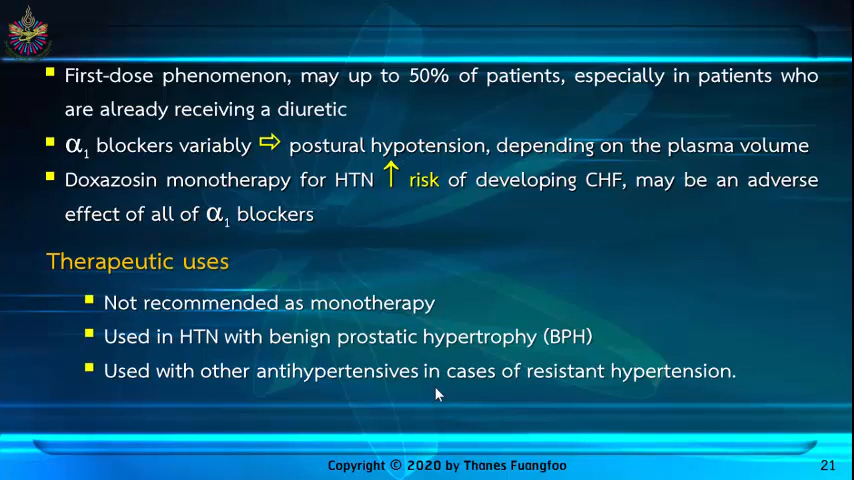 First-dose phenomenon, may up to 50% of patients, especially in patients who
are already receiving a diuretic
α₁ blockers variably ⇨ postural hypotension, depending on the plasma volume
Doxazosin monotherapy for HTN ↑ risk of developing CHF, may be an adverse
effect of all of α₁ blockers
Therapeutic uses
Not recommended as monotherapy
Used in HTN with benign prostatic hypertrophy (BPH)
Used with other antihypertensives in cases of resistant hypertension.
Copyright © 2020 by Thanes Fuangfoo
21